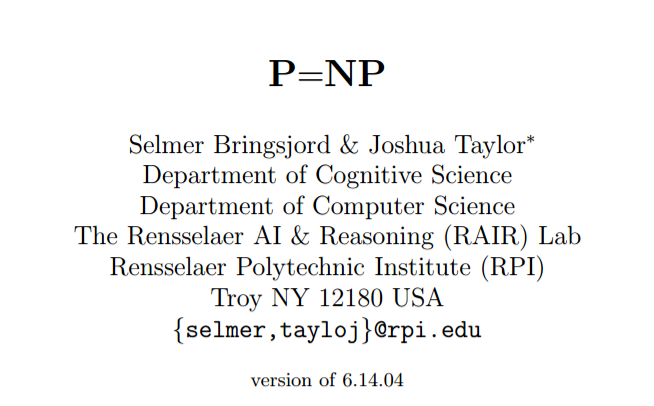 P=NP
Selmer Bringsjord & Joshua Taylor*
Department of Cognitive Science
Department of Computer Science
The Rensselaer AI & Reasoning (RAIR) Lab
Rensselaer Polytechnic Institute (RPI)
Troy NY 12180 USA
{selmer,tayloj}@rpi.edu
version of 6.14.04